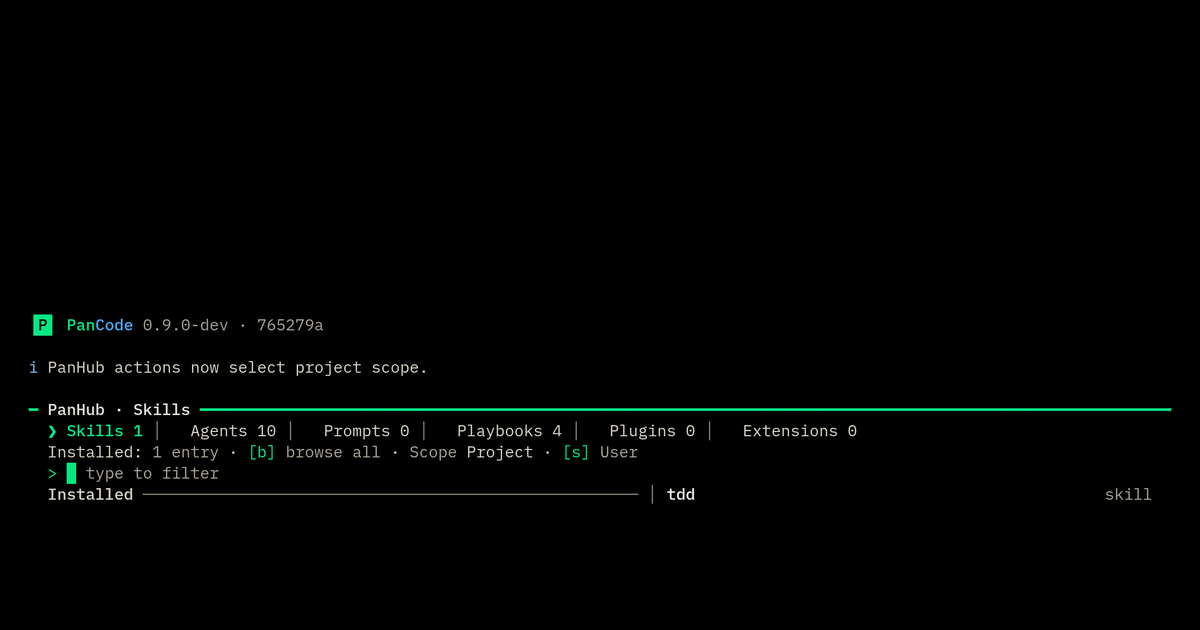 P PanCode 0.9.0-dev · 765279a
i PanHub actions now select project scope.
PanHub · Skills
❯ Skills 1 │ Agents 10 │ Prompts 0 │ Playbooks 4 │ Plugins 0 │ Extensions 0
Installed: 1 entry · [b] browse all · Scope Project · [s] User
> type to filter
Installed │ tdd skill